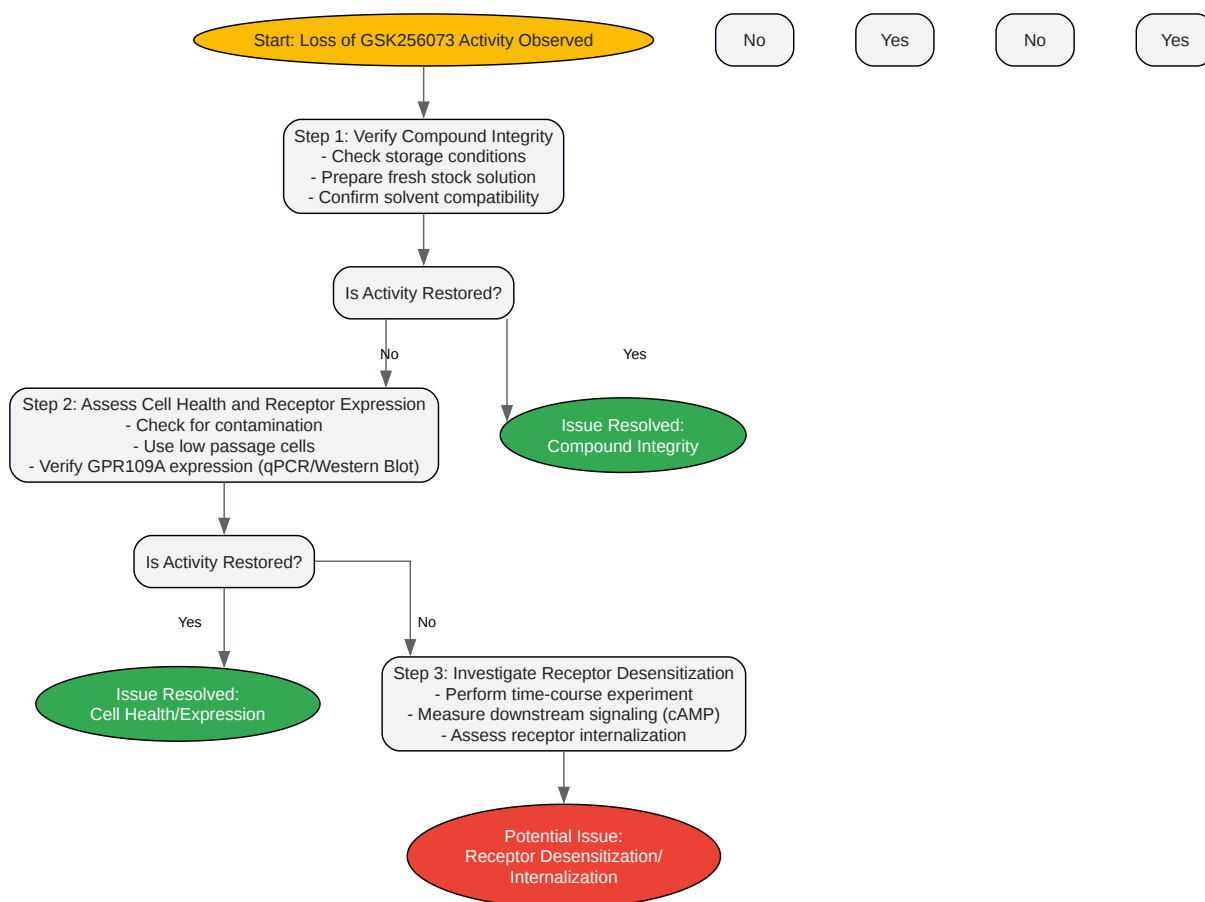 Start: Loss of GSK256073 Activity Observed
No
Yes
No
Yes
Step 1: Verify Compound Integrity
- Check storage conditions
- Prepare fresh stock solution
- Confirm solvent compatibility
Is Activity Restored?
No
Yes
Step 2: Assess Cell Health and Receptor Expression
- Check for contamination
- Use low passage cells
- Verify GPR109A expression (qPCR/Western Blot)
Issue Resolved:
Compound Integrity
Is Activity Restored?
Yes
No
Issue Resolved:
Cell Health/Expression
Step 3: Investigate Receptor Desensitization
- Perform time-course experiment
- Measure downstream signaling (cAMP)
- Assess receptor internalization
Potential Issue:
Receptor Desensitization/
Internalization